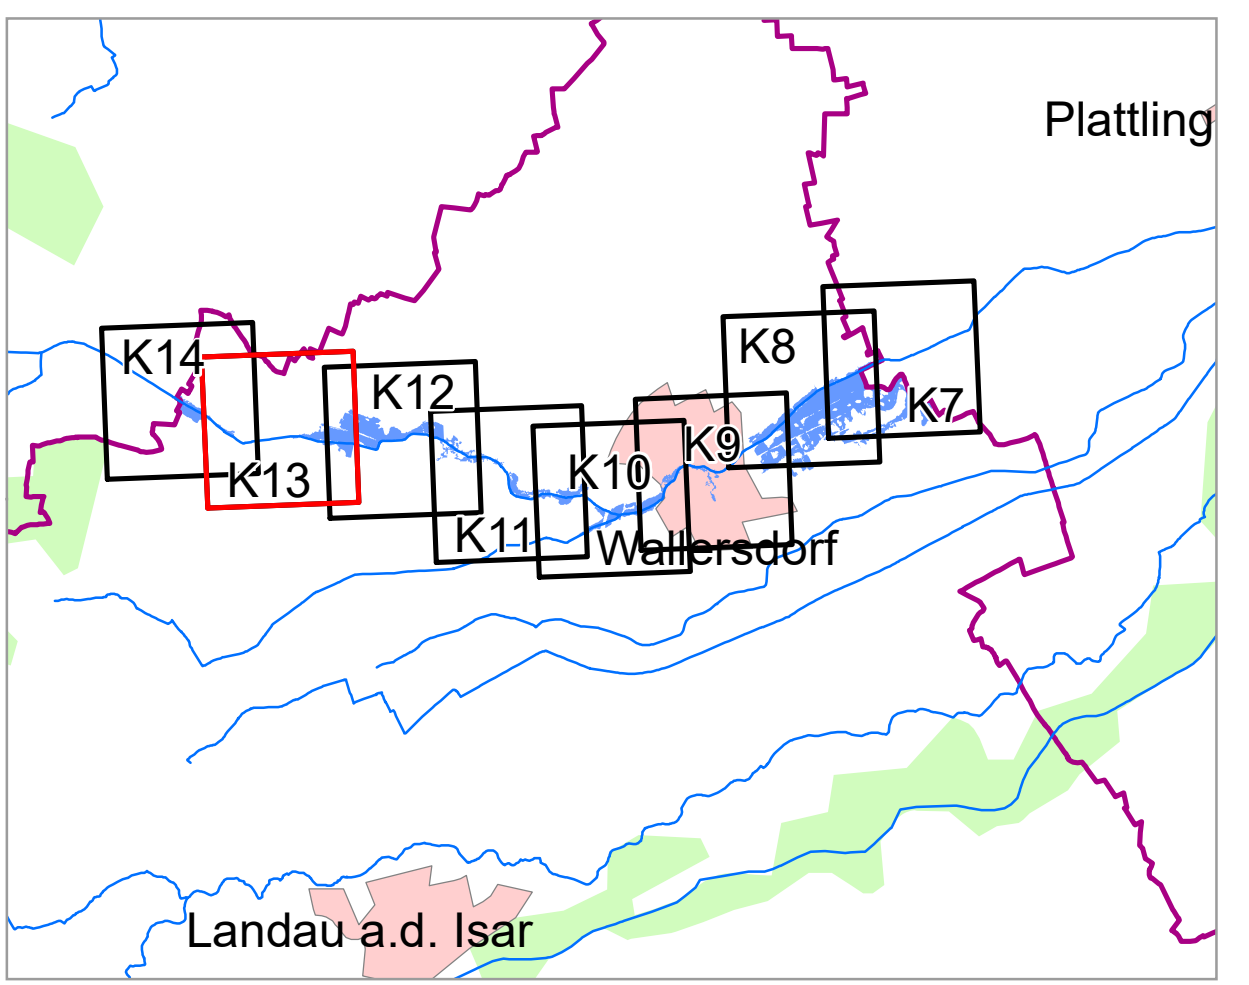 Plattling
K8
K14
K12
K7
K9
K10
K13
K11
Wallersdorf
Landau a.d. Isar